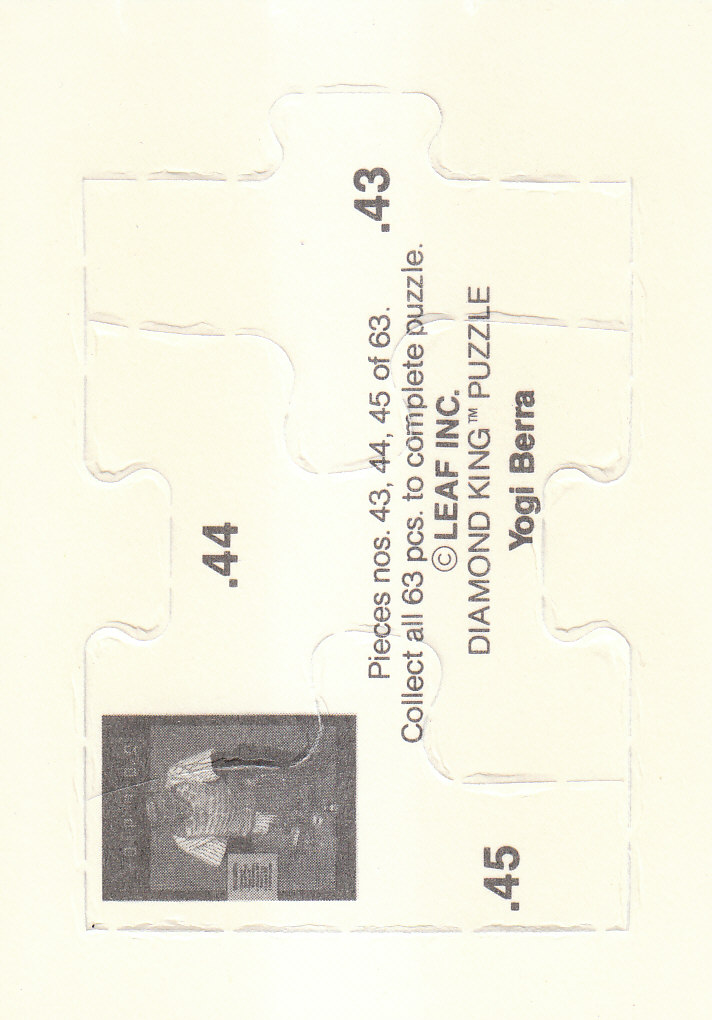 .43
Pieces nos. 43, 44, 45 of 63.
Collect all 63 pcs. to complete puzzle.
© LEAF INC.
DIAMOND KING™ PUZZLE
Yogi Berra
.44
.45